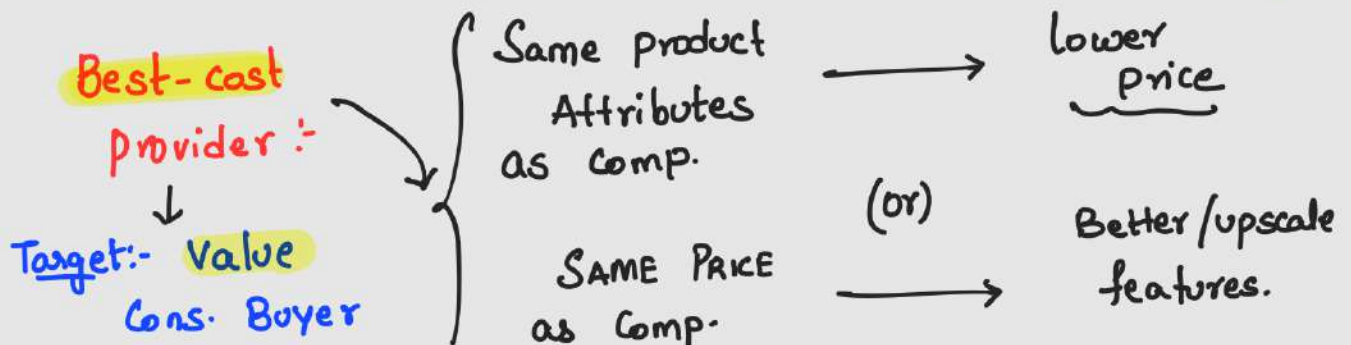 Best-cost
Provider :-
Target:- Value
Cons. Buyer
Same product
Attributes
as Comp.
lower
price
(or)
SAME PRICE
as Comp.
Better/upscale
features.